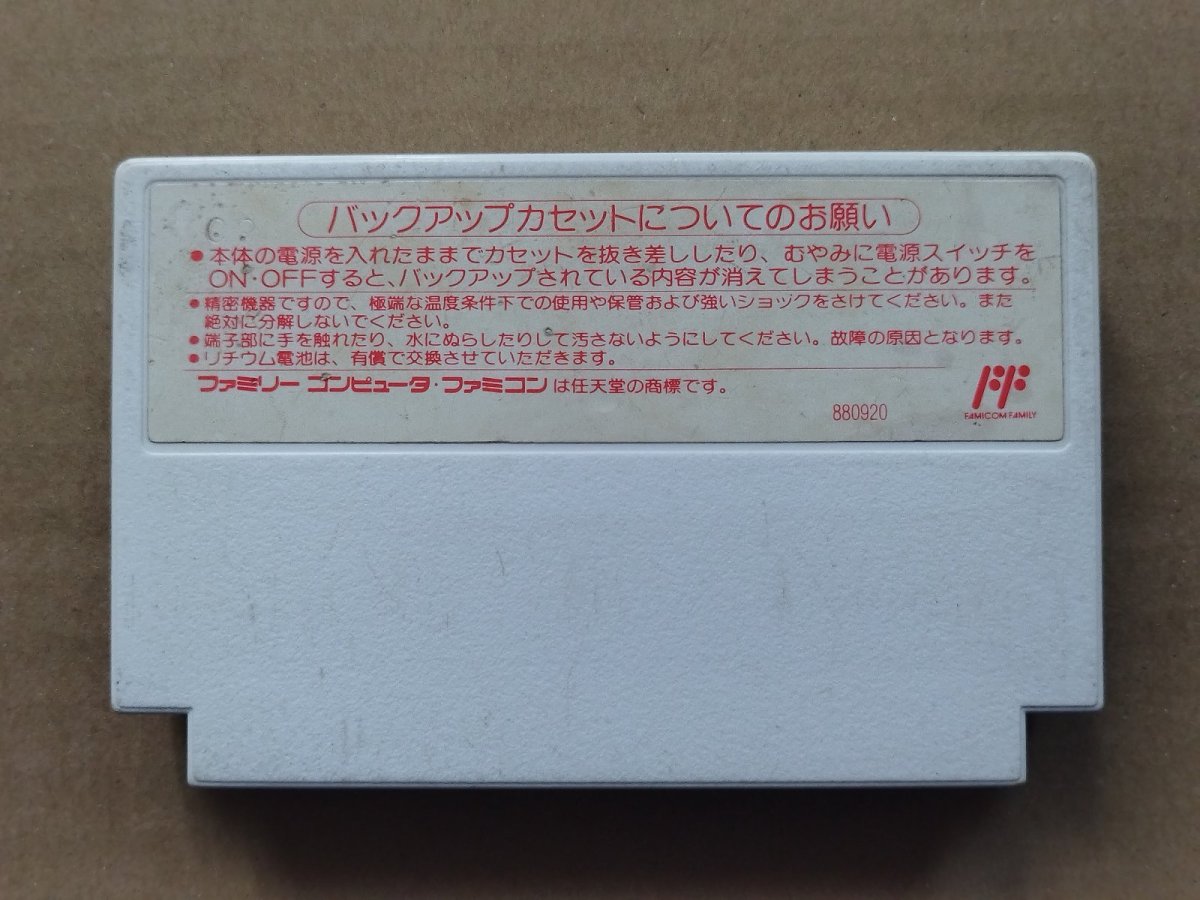 バックアップカセットについてのお願い
●本体の電源を入れたままでカセットを抜き差ししたり、むやみに電源スイッチを
ON・OFFすると、バックアップされている内容が消えてしまうことがあります。
●精密機器ですので、極端な温度条件下での使用や保管および強いショックをさけてください。また
絶対に分解しないでください。
●端子部に手を触れたり、水にぬらしたりして汚さないようにしてください。故障の原因となります。
●リチウム電池は、有償で交換させていただきます。
ファミリーコンピュータ・ファミコンは任天堂の商標です。
880920
FF
FAMICOM FAMILY